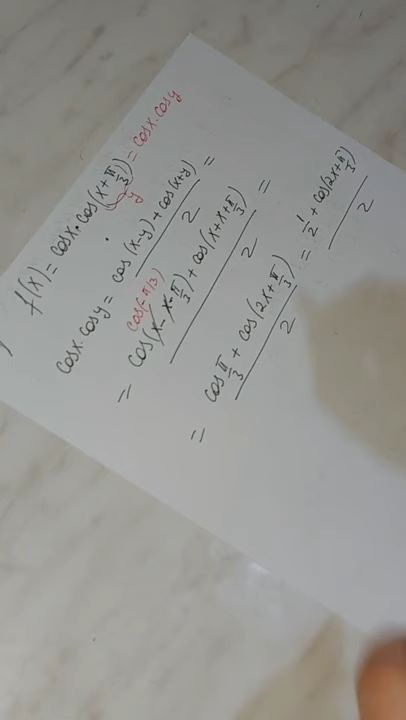 f(x) = cosx · cos(x + π/3) = cosx · cosy
y
cosx · cosy = (cos(x-y) + cos(x+y))/2 =
cos(-π/3)
= (cos(x - x - π/3) + cos(x + x + π/3))/2 =
= (cos π/3 + cos(2x + π/3))/2 = (1/2 + cos(2x + π/3))/2